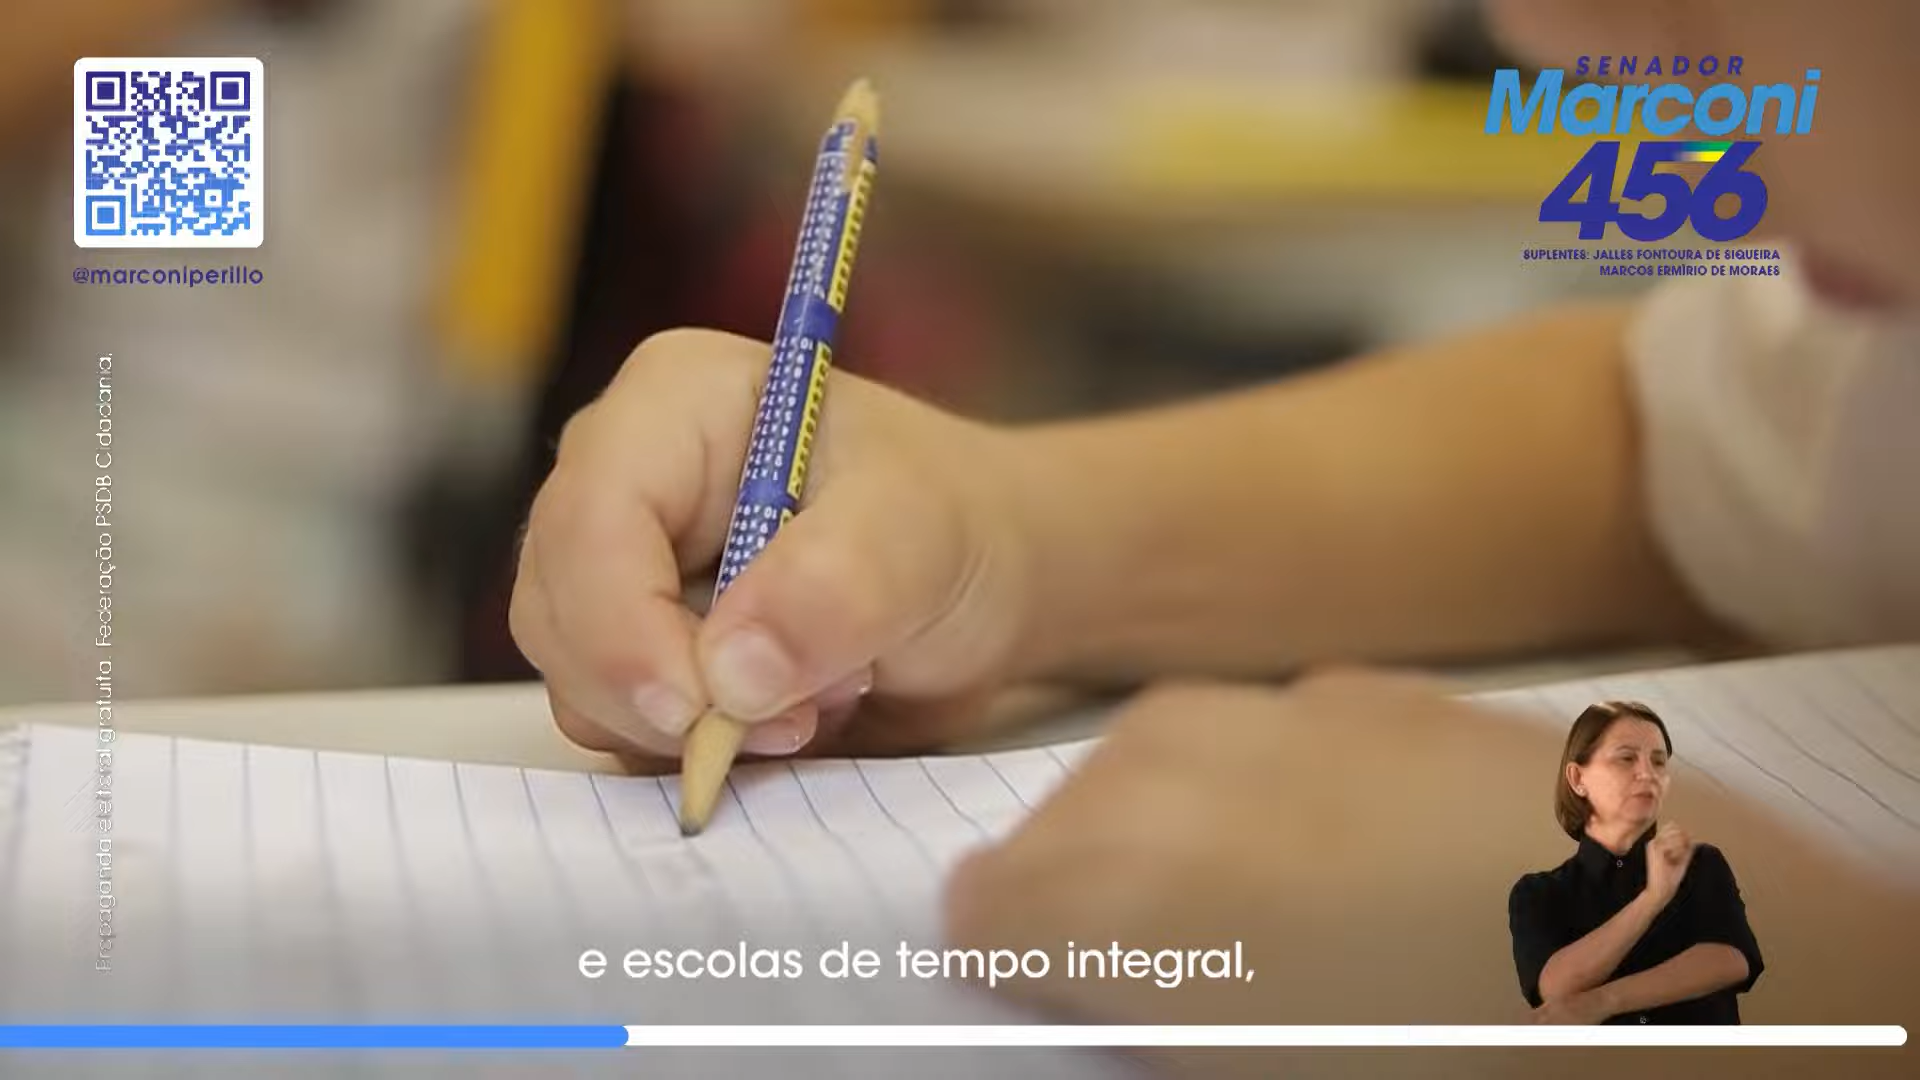 SENADOR
Marconi
456
SUPLENTES: JALLES FONTOURA DE SIQUEIRA
MARCOS ERMÍRIO DE MORAES
@marconiperillo
Propaganda eleitoral gratuita. Federação PSDB Cidadania.
e escolas de tempo integral,